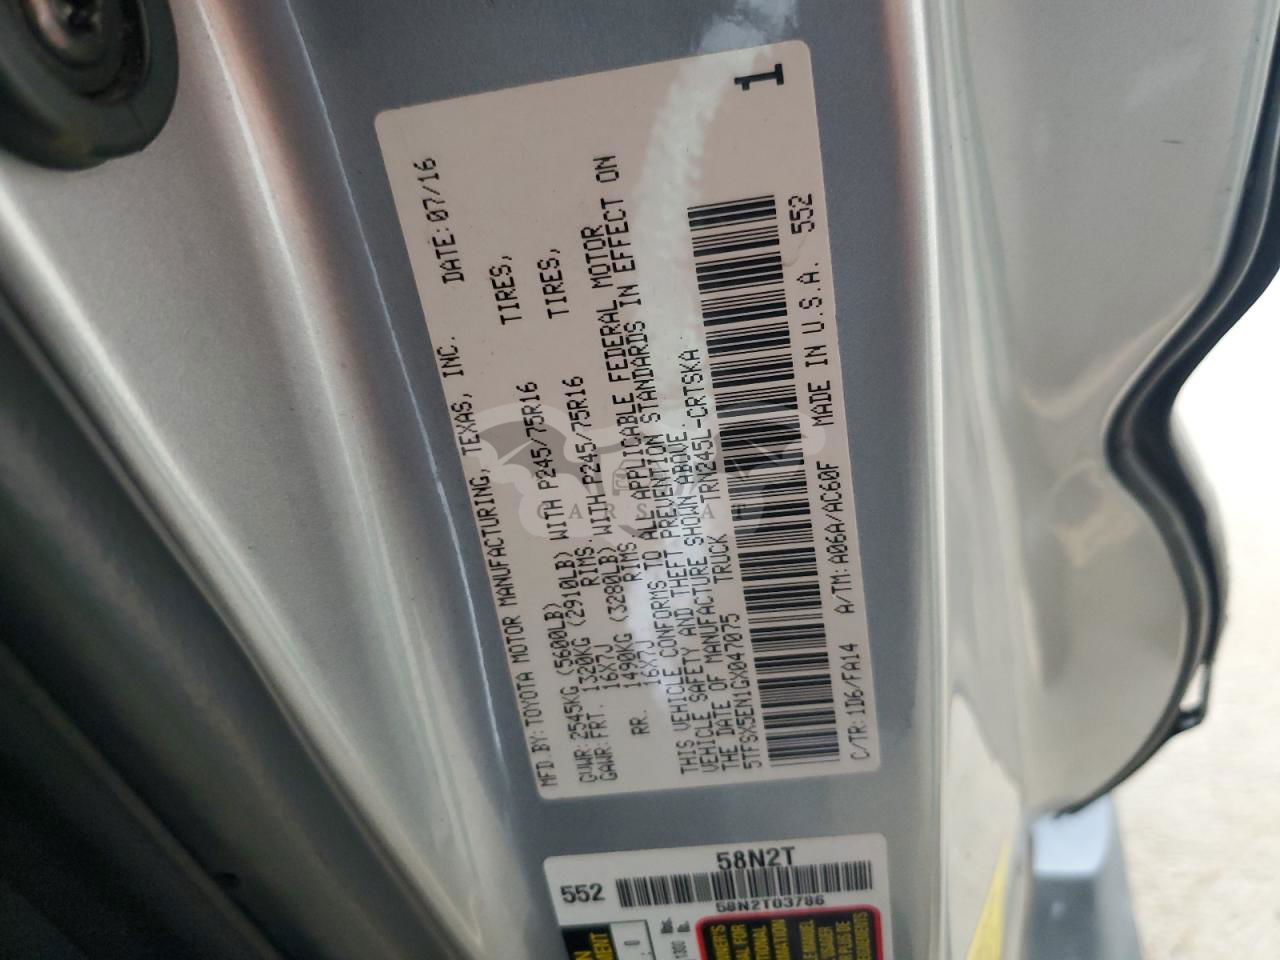 MFD BY: TOYOTA MOTOR MANUFACTURING, TEXAS, INC. DATE: 07/16
GVWR: 2545KG (5600LB)
GAWR: FRT. 1320KG (2910LB) WITH P245/75R16 TIRES,
16X7J RIMS
RR. 1490KG (3280LB) WITH P245/75R16 TIRES,
16X7J RIMS
THIS VEHICLE CONFORMS TO ALL APPLICABLE FEDERAL MOTOR
VEHICLE SAFETY AND THEFT PREVENTION STANDARDS IN EFFECT ON
THE DATE OF MANUFACTURE SHOWN ABOVE.
5TFSX5EN1GX047075 TRUCK TRN245L-CRTSKA
C/TR: 1D6/FA14 A/TM: A06A/AC60F MADE IN U.S.A. 552
1
58N2T
552
58N2T03786